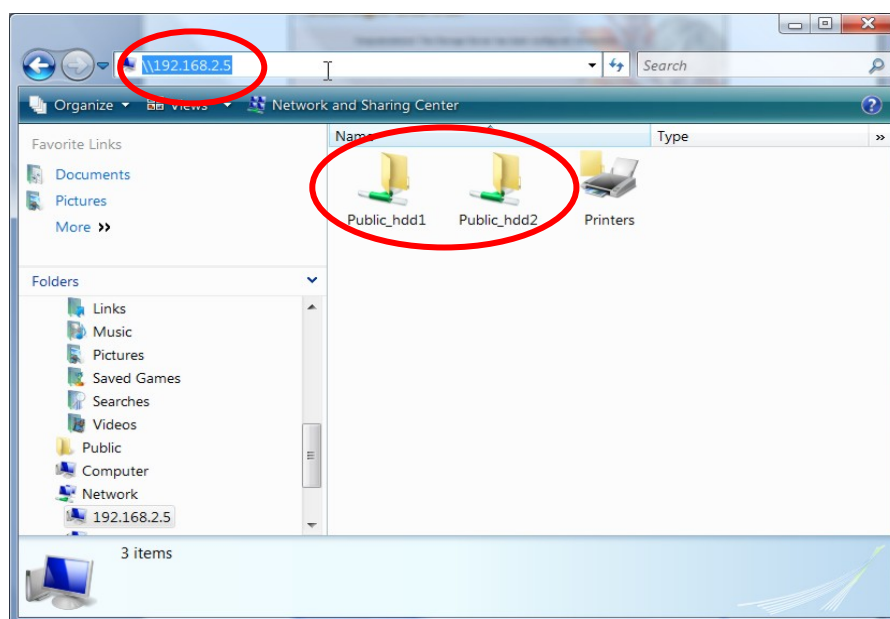 \\192.168.2.5
Search
Organize Views Network and Sharing Center
Favorite Links
Documents
Pictures
More »
Folders
Links
Music
Pictures
Saved Games
Searches
Videos
Public
Computer
Network
192.168.2.5
Name Type »
Public_hdd1 Public_hdd2 Printers
3 items